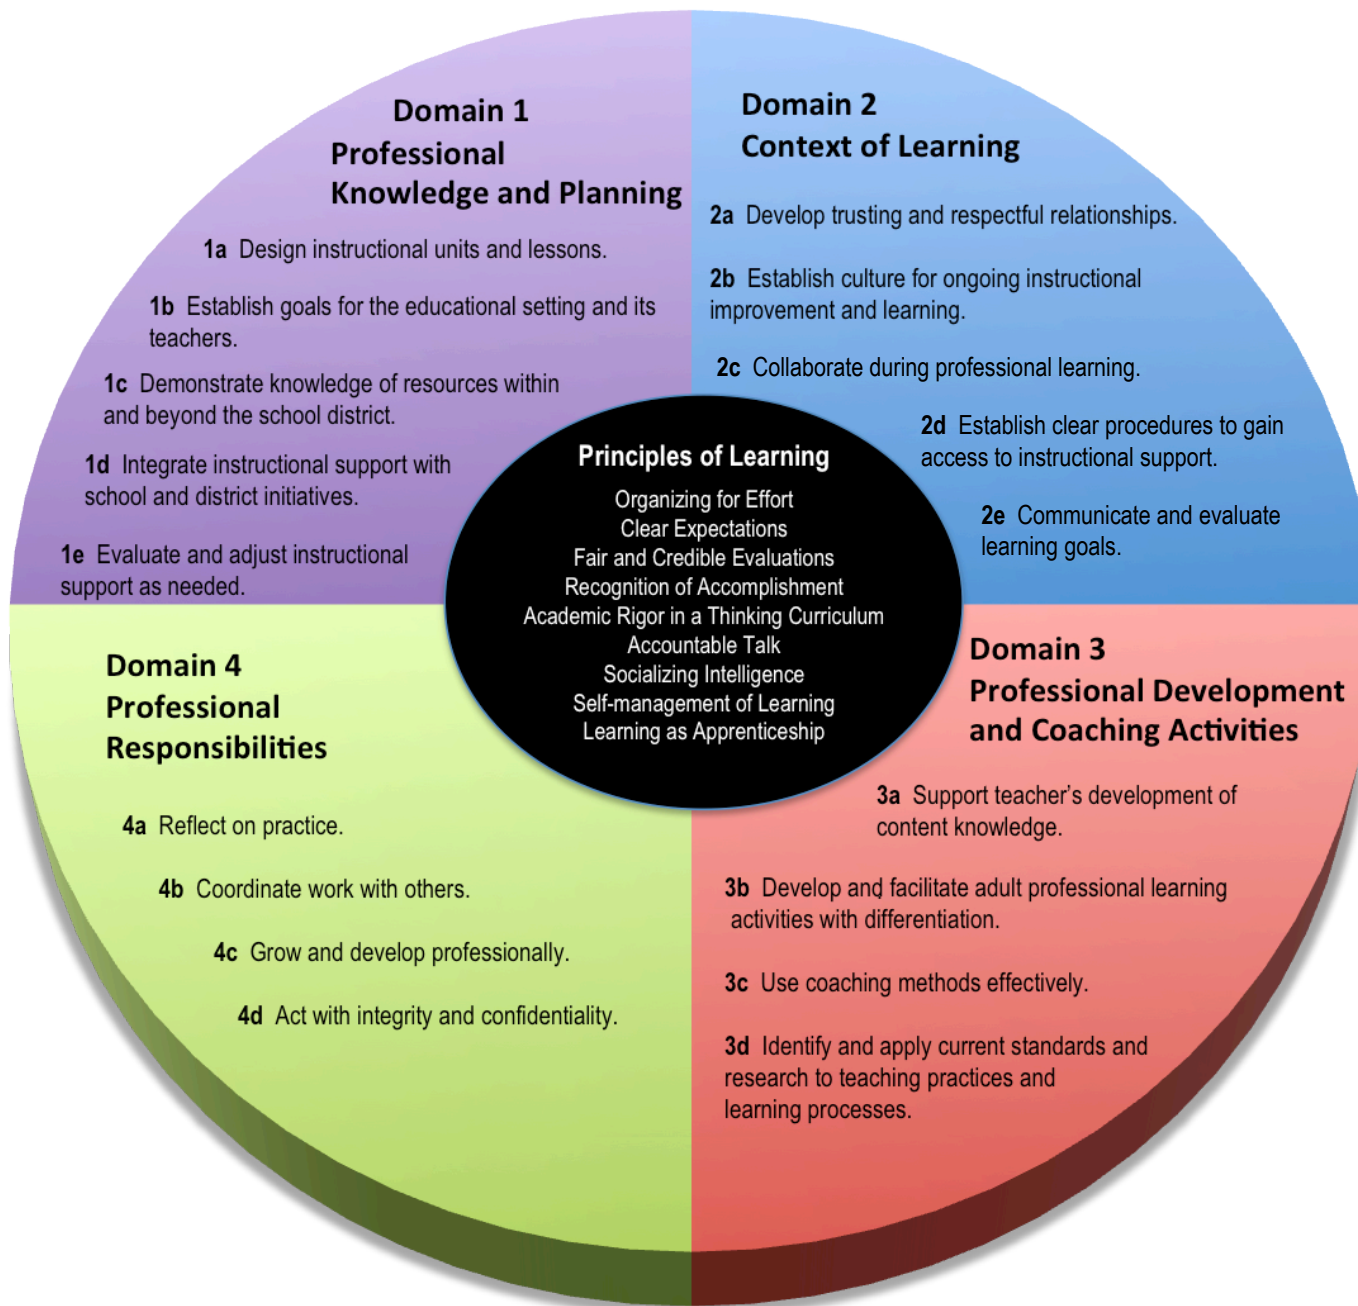 Domain 1
Professional
Knowledge and Planning
1a Design instructional units and lessons.
1b Establish goals for the educational setting and its
teachers.
1c Demonstrate knowledge of resources within
and beyond the school district.
1d Integrate instructional support with
school and district initiatives.
1e Evaluate and adjust instructional
support as needed.
Domain 2
Context of Learning
2a Develop trusting and respectful relationships.
2b Establish culture for ongoing instructional
improvement and learning.
2c Collaborate during professional learning.
2d Establish clear procedures to gain
access to instructional support.
2e Communicate and evaluate
learning goals.
Principles of Learning
Organizing for Effort
Clear Expectations
Fair and Credible Evaluations
Recognition of Accomplishment
Academic Rigor in a Thinking Curriculum
Accountable Talk
Socializing Intelligence
Self-management of Learning
Learning as Apprenticeship
Domain 3
Professional Development
and Coaching Activities
3a Support teacher's development of
content knowledge.
3b Develop and facilitate adult professional learning
activities with differentiation.
3c Use coaching methods effectively.
3d Identify and apply current standards and
research to teaching practices and
learning processes.
Domain 4
Professional
Responsibilities
4a Reflect on practice.
4b Coordinate work with others.
4c Grow and develop professionally.
4d Act with integrity and confidentiality.